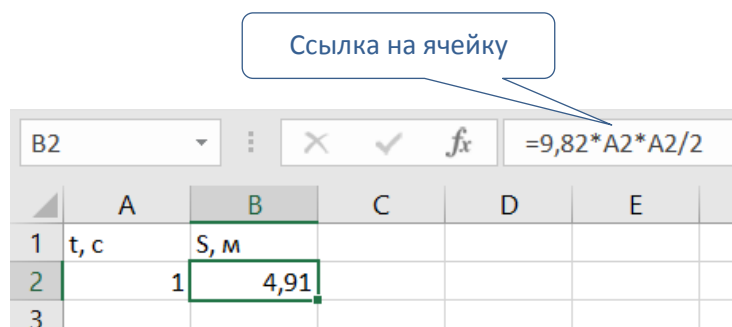 Ссылка на ячейку
B2 fx =9,82*A2*A2/2
A B C D E
1 t, с S, м
2 1 4,91
3